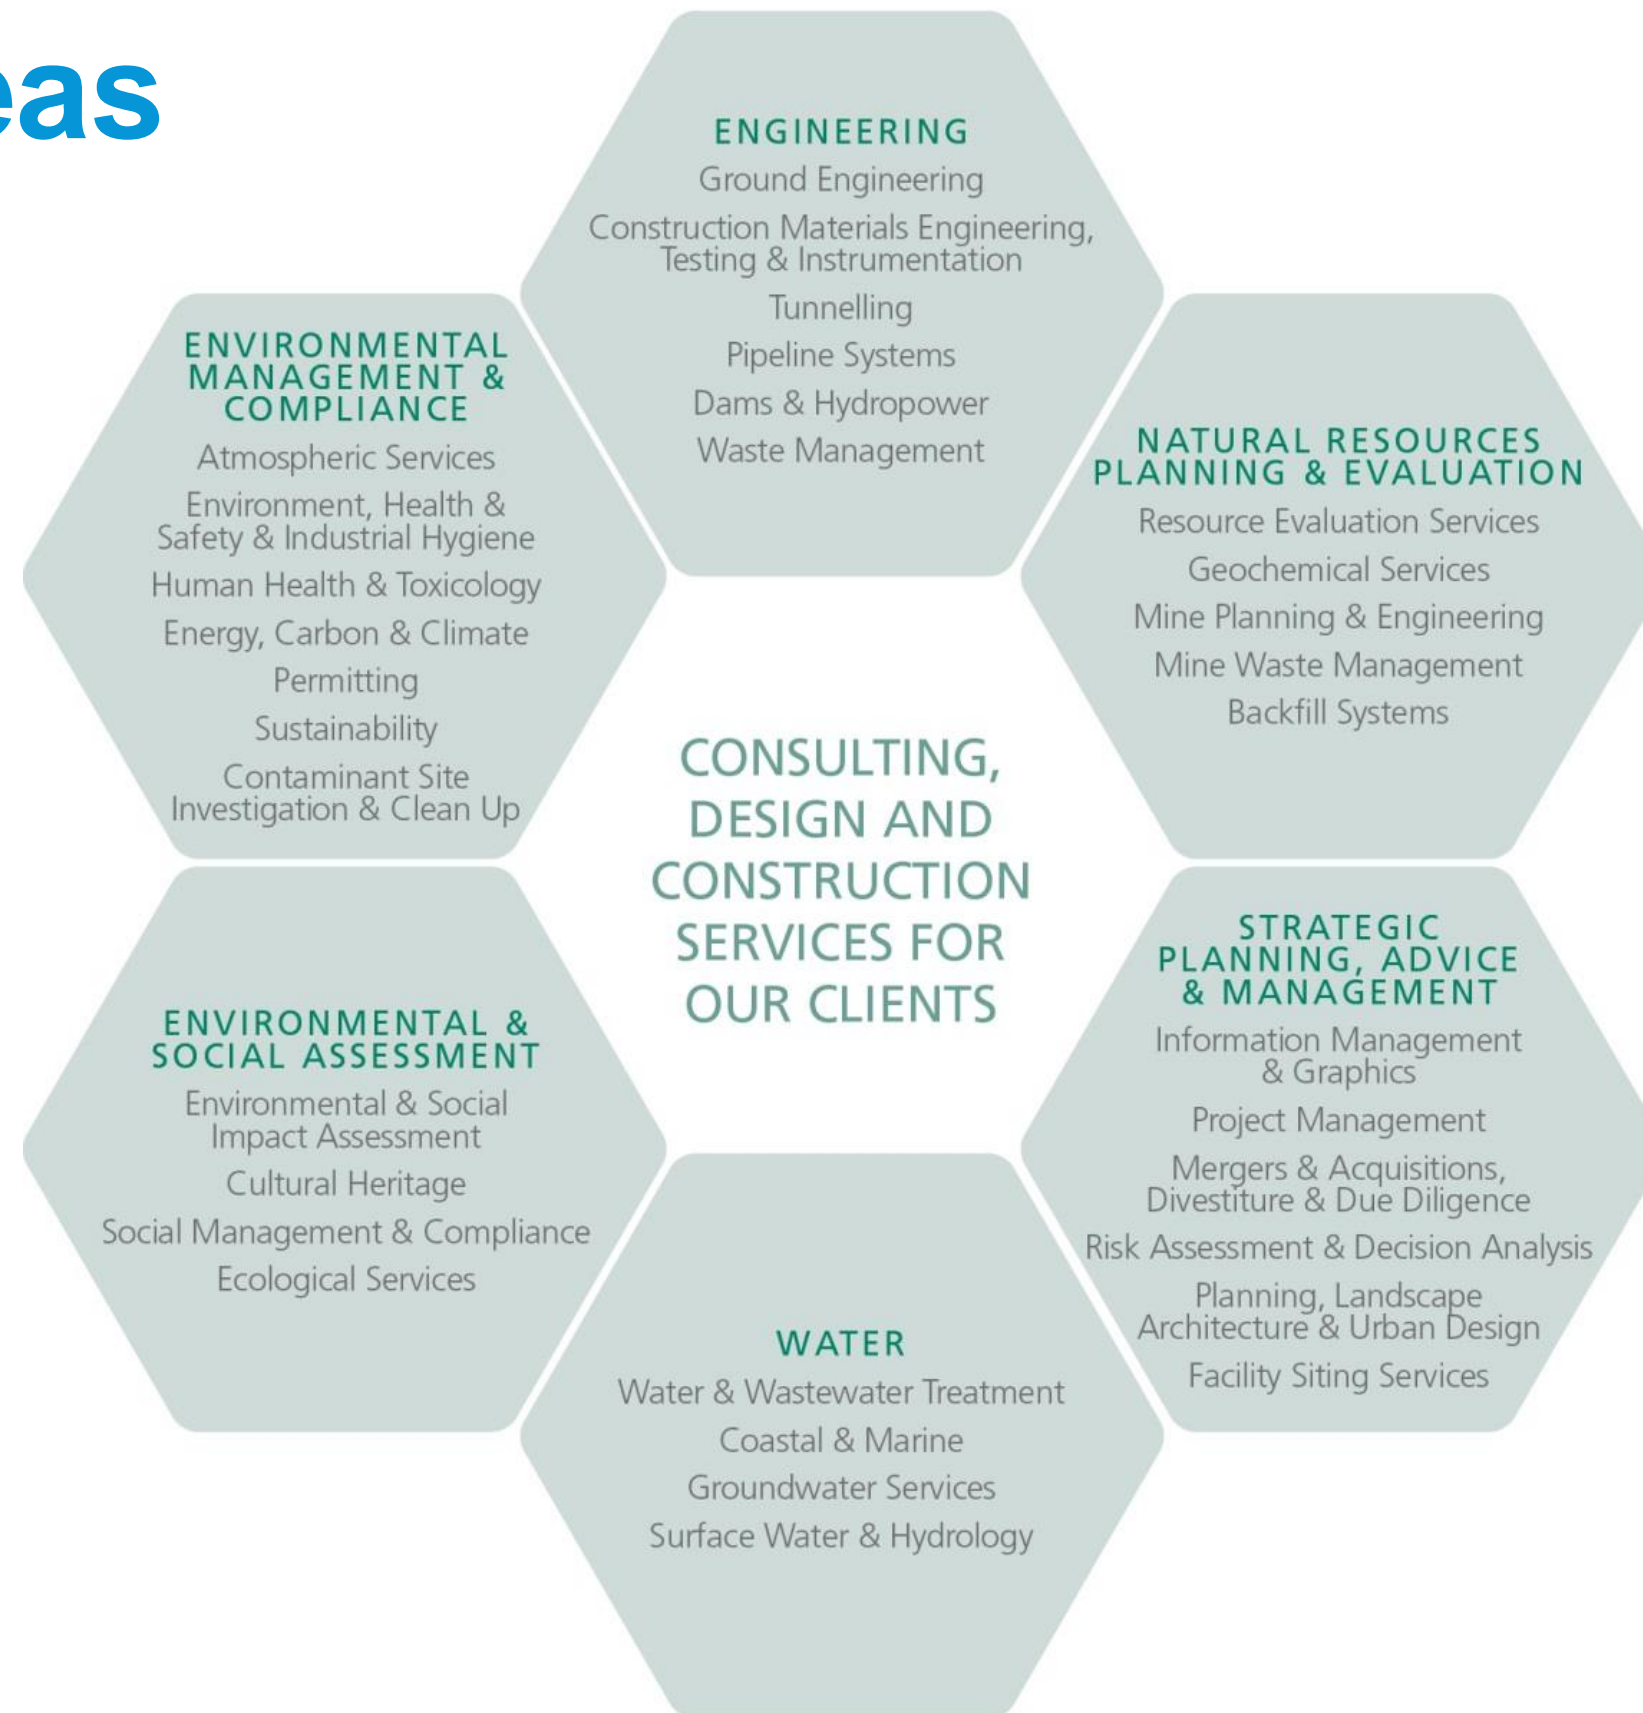 eas
ENGINEERING
Ground Engineering
Construction Materials Engineering,
Testing & Instrumentation
Tunnelling
Pipeline Systems
Dams & Hydropower
Waste Management
ENVIRONMENTAL
MANAGEMENT &
COMPLIANCE
Atmospheric Services
Environment, Health &
Safety & Industrial Hygiene
Human Health & Toxicology
Energy, Carbon & Climate
Permitting
Sustainability
Contaminant Site
Investigation & Clean Up
NATURAL RESOURCES
PLANNING & EVALUATION
Resource Evaluation Services
Geochemical Services
Mine Planning & Engineering
Mine Waste Management
Backfill Systems
CONSULTING,
DESIGN AND
CONSTRUCTION
SERVICES FOR
OUR CLIENTS
ENVIRONMENTAL &
SOCIAL ASSESSMENT
Environmental & Social
Impact Assessment
Cultural Heritage
Social Management & Compliance
Ecological Services
STRATEGIC
PLANNING, ADVICE
& MANAGEMENT
Information Management
& Graphics
Project Management
Mergers & Acquisitions,
Divestiture & Due Diligence
Risk Assessment & Decision Analysis
Planning, Landscape
Architecture & Urban Design
Facility Siting Services
WATER
Water & Wastewater Treatment
Coastal & Marine
Groundwater Services
Surface Water & Hydrology